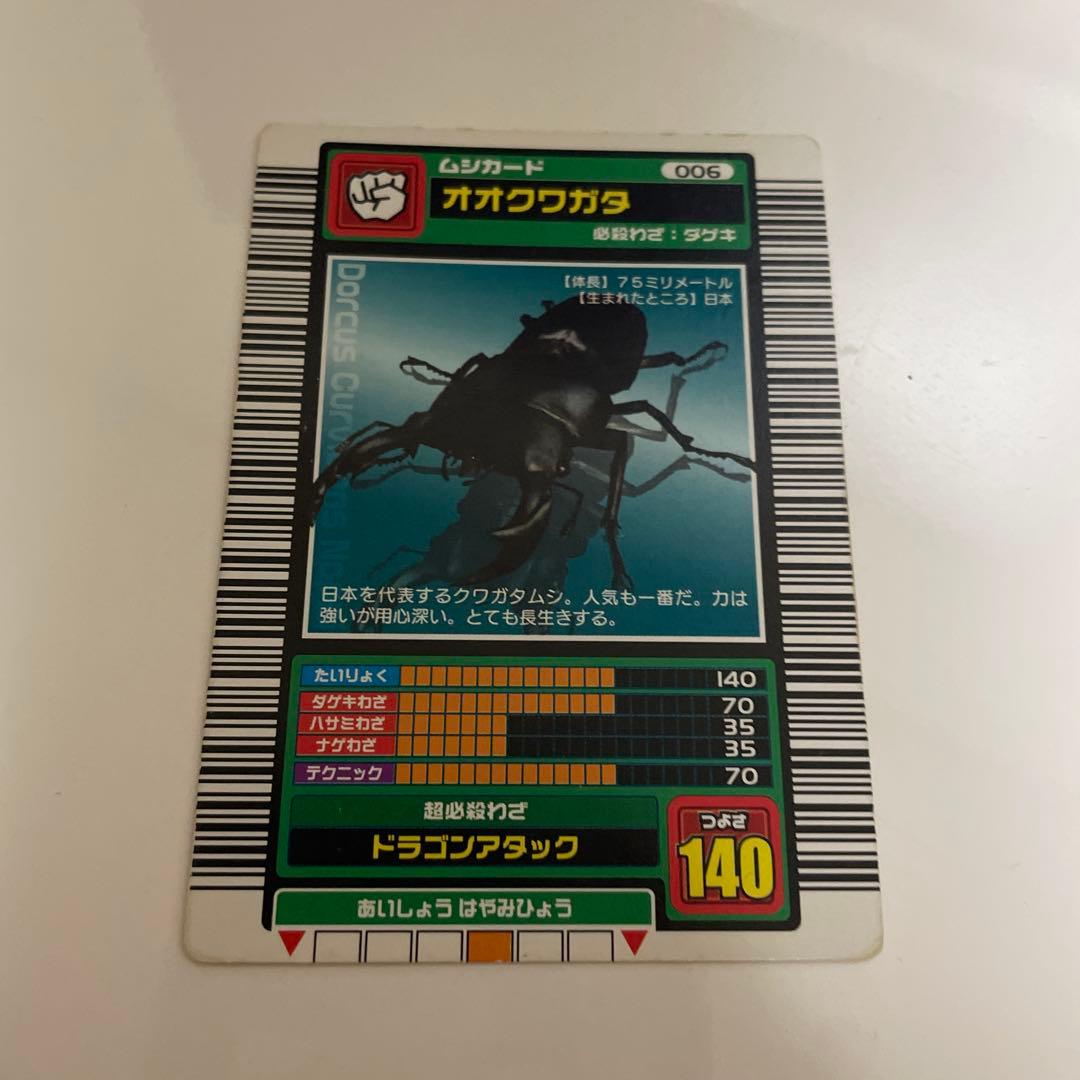 ムシカード
006
オオクワガタ
必殺わざ：ダゲキ
【体長】75ミリメートル
【生まれたところ】日本
Dorcus
日本を代表するクワガタムシ。人気も一番だ。力は
強いが用心深い。とても長生きする。
たいりょく 140
ダゲキわざ 70
ハサミわざ 35
ナゲわざ 35
テクニック 70
超必殺わざ
ドラゴンアタック
つよさ
140
あいしょう はやみひょう